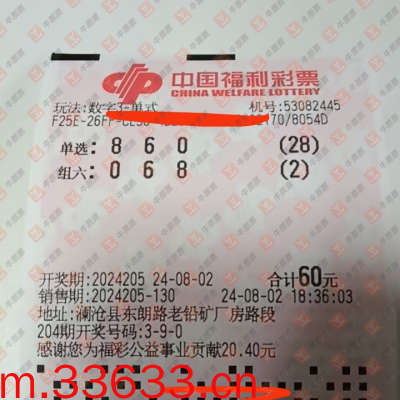 中国福利彩票
CHINA WELFARE LOTTERY
玩法:数字3-单式 机号:53082445
单选: 8 6 0 (28)
组六: 0 6 8 (2)
开奖期:2024205 24-08-02 合计60元
销售期:2024205-130 24-08-02 18:36:03
地址:澜沧县东朗路老铅矿厂房路段
204期开奖号码:3-9-0
感谢您为福彩公益事业贡献20.40元
m.33633.cn